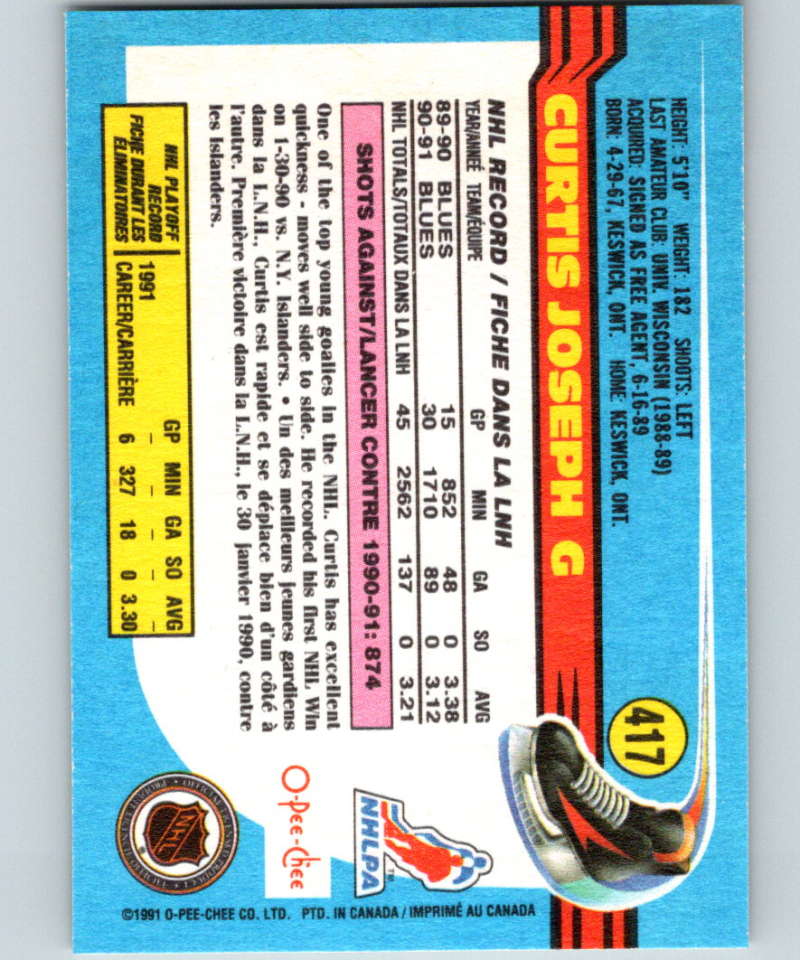 417
HEIGHT: 5'10" WEIGHT: 182 SHOOTS: LEFT
LAST AMATEUR CLUB: UNIV. WISCONSIN (1988-89)
ACQUIRED: SIGNED AS FREE AGENT, 6-16-89
BORN: 4-29-67, KESWICK, ONT. HOME: KESWICK, ONT.
CURTIS JOSEPH G
NHL RECORD / FICHE DANS LA LNH
YEAR/ANNÉE TEAM/ÉQUIPE GP MIN GA SO AVG
89-90 BLUES 15 852 48 0 3.38
90-91 BLUES 30 1710 89 0 3.12
NHL TOTALS/TOTAUX DANS LA LNH 45 2562 137 0 3.21
SHOTS AGAINST/LANCER CONTRE 1990-91: 874
One of the top young goalies in the NHL. Curtis has excellent
quickness - moves well side to side. He recorded his first NHL Win
on 1-30-90 vs. N.Y. Islanders. • Un des meilleurs jeunes gardiens
dans la L.N.H., Curtis est rapide et se déplace bien d'un côté à
l'autre. Première victoire dans la L.N.H., le 30 janvier 1990, contre
les Islanders.
NHL PLAYOFF
RECORD
FICHE DURANT LES
ÉLIMINATOIRES
GP MIN GA SO AVG
1991 – – – – –
CAREER/CARRIÈRE 6 327 18 0 3.30
NHLPA
TM
O-Pee-Chee
NHL
©1991 O-PEE-CHEE CO. LTD. PTD. IN CANADA / IMPRIMÉ AU CANADA